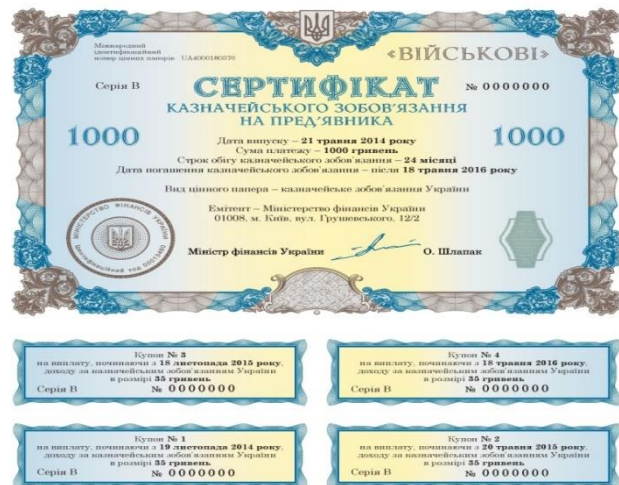 Міжнародний
ідентифікаційний
номер цінних паперів UA4000180370
«ВІЙСЬКОВІ»
Серія В
СЕРТИФІКАТ
№ 0000000
КАЗНАЧЕЙСЬКОГО ЗОБОВ'ЯЗАННЯ
НА ПРЕД'ЯВНИКА
1000
1000
Дата випуску – 21 травня 2014 року
Сума платежу – 1000 гривень
Строк обігу казначейського зобов'язання – 24 місяці
Дата погашення казначейського зобов'язання – після 18 травня 2016 року
Вид цінного папера – казначейське зобов'язання України
Емітент – Міністерство фінансів України
01008, м. Київ, вул. Грушевського, 12/2
МІНІСТЕРСТВО ФІНАНСІВ УКРАЇНИ
Міністр фінансів України
О. Шлапак
Купон № 3
на виплату, починаючи з 18 листопада 2015 року,
доходу за казначейським зобов'язанням України
в розмірі 35 гривень
Серія В № 0000000
Купон № 4
на виплату, починаючи з 18 травня 2016 року,
доходу за казначейським зобов'язанням України
в розмірі 35 гривень
Серія В № 0000000
Купон № 1
на виплату, починаючи з 19 листопада 2014 року,
доходу за казначейським зобов'язанням України
в розмірі 35 гривень
Серія В № 0000000
Купон № 2
на виплату, починаючи з 20 травня 2015 року,
доходу за казначейським зобов'язанням України
в розмірі 35 гривень
Серія В № 0000000